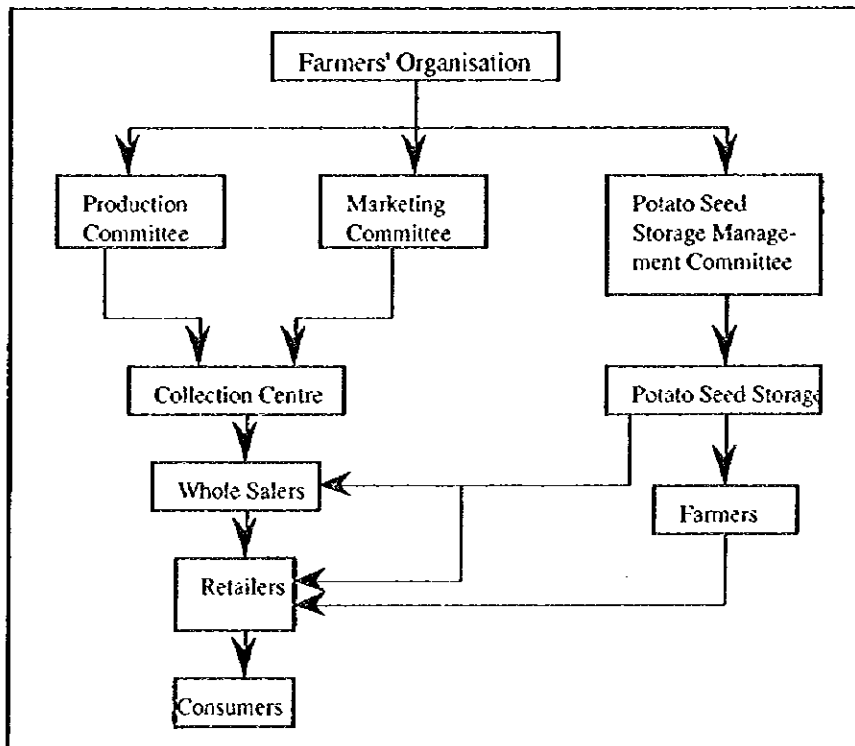 Farmers' Organisation
Production
Committee
Marketing
Committee
Potato Seed
Storage Manage-
ment Committee
Collection Centre
Potato Seed Storage
Whole Salers
Farmers
Retailers
Consumers